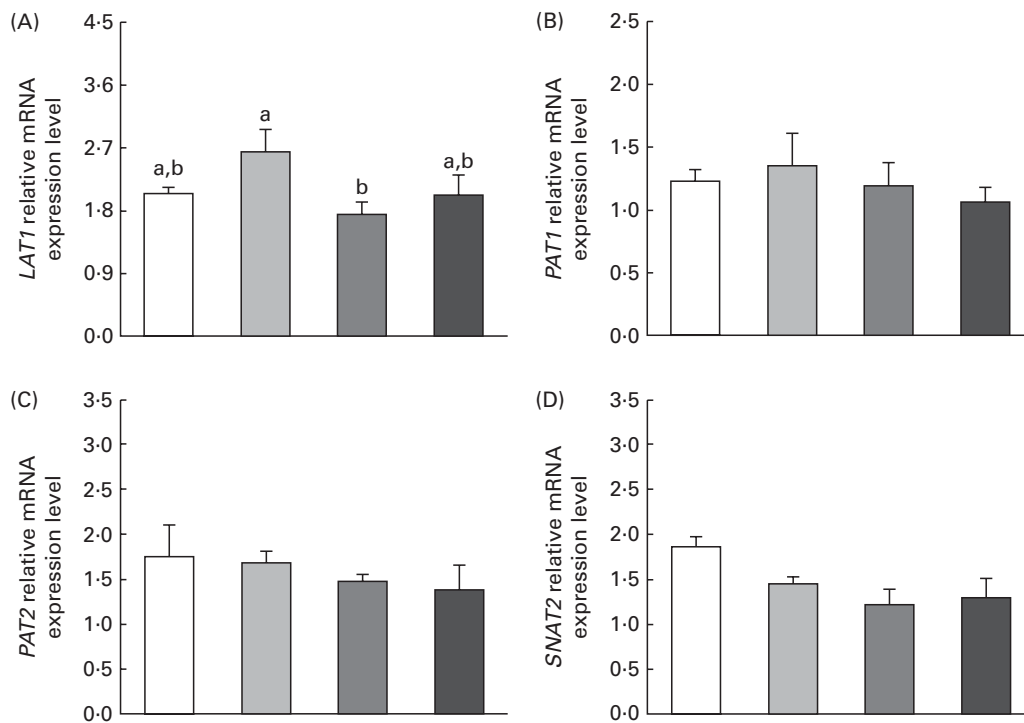 (A)
LAT1 relative mRNA
expression level
4·5
3·6
2·7
1·8
0·9
0·0
a,b
a
b
a,b
(B)
PAT1 relative mRNA
expression level
2·5
2·0
1·5
1·0
0·5
0·0
(C)
PAT2 relative mRNA
expression level
3·5
3·0
2·5
2·0
1·5
1·0
0·5
0·0
(D)
SNAT2 relative mRNA
expression level
3·5
3·0
2·5
2·0
1·5
1·0
0·5
0·0